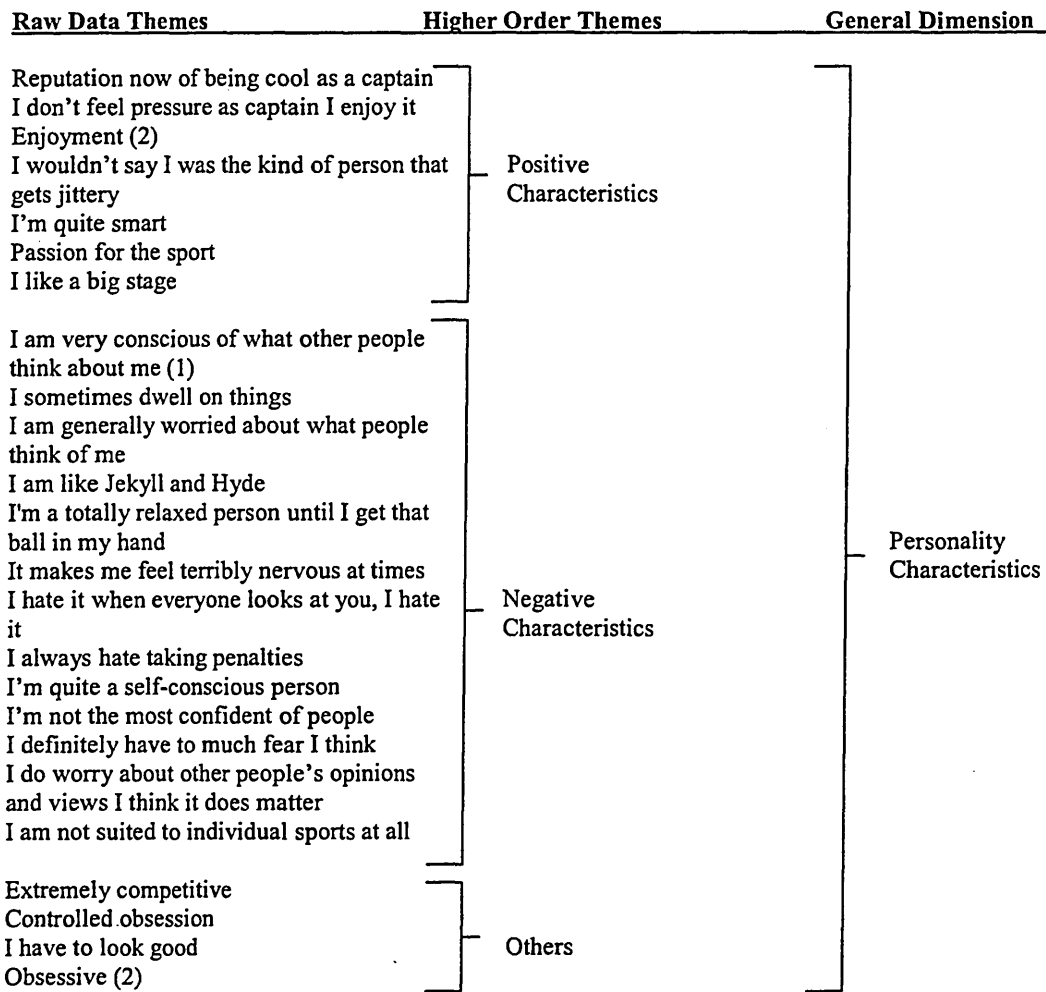 Raw Data Themes Higher Order Themes General Dimension
Reputation now of being cool as a captain
I don't feel pressure as captain I enjoy it
Enjoyment (2)
I wouldn't say I was the kind of person that
gets jittery
I'm quite smart
Passion for the sport
I like a big stage
Positive
Characteristics
I am very conscious of what other people
think about me (1)
I sometimes dwell on things
I am generally worried about what people
think of me
I am like Jekyll and Hyde
I'm a totally relaxed person until I get that
ball in my hand
It makes me feel terribly nervous at times
I hate it when everyone looks at you, I hate
it
I always hate taking penalties
I'm quite a self-conscious person
I'm not the most confident of people
I definitely have to much fear I think
I do worry about other people's opinions
and views I think it does matter
I am not suited to individual sports at all
Negative
Characteristics
Extremely competitive
Controlled obsession
I have to look good
Obsessive (2)
Others
Personality
Characteristics